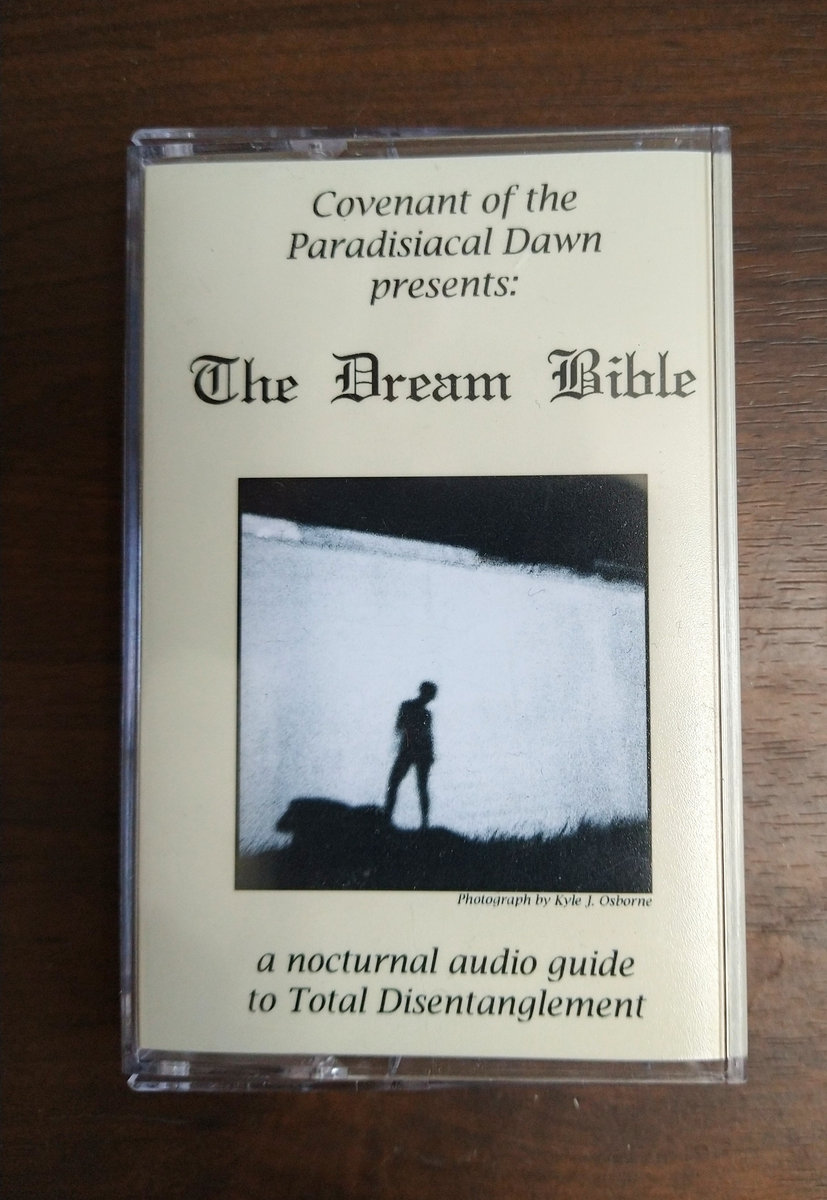 Covenant of the
Paradisiacal Dawn
presents:
The Dream Bible
Photograph by Kyle J. Osborne
a nocturnal audio guide
to Total Disentanglement